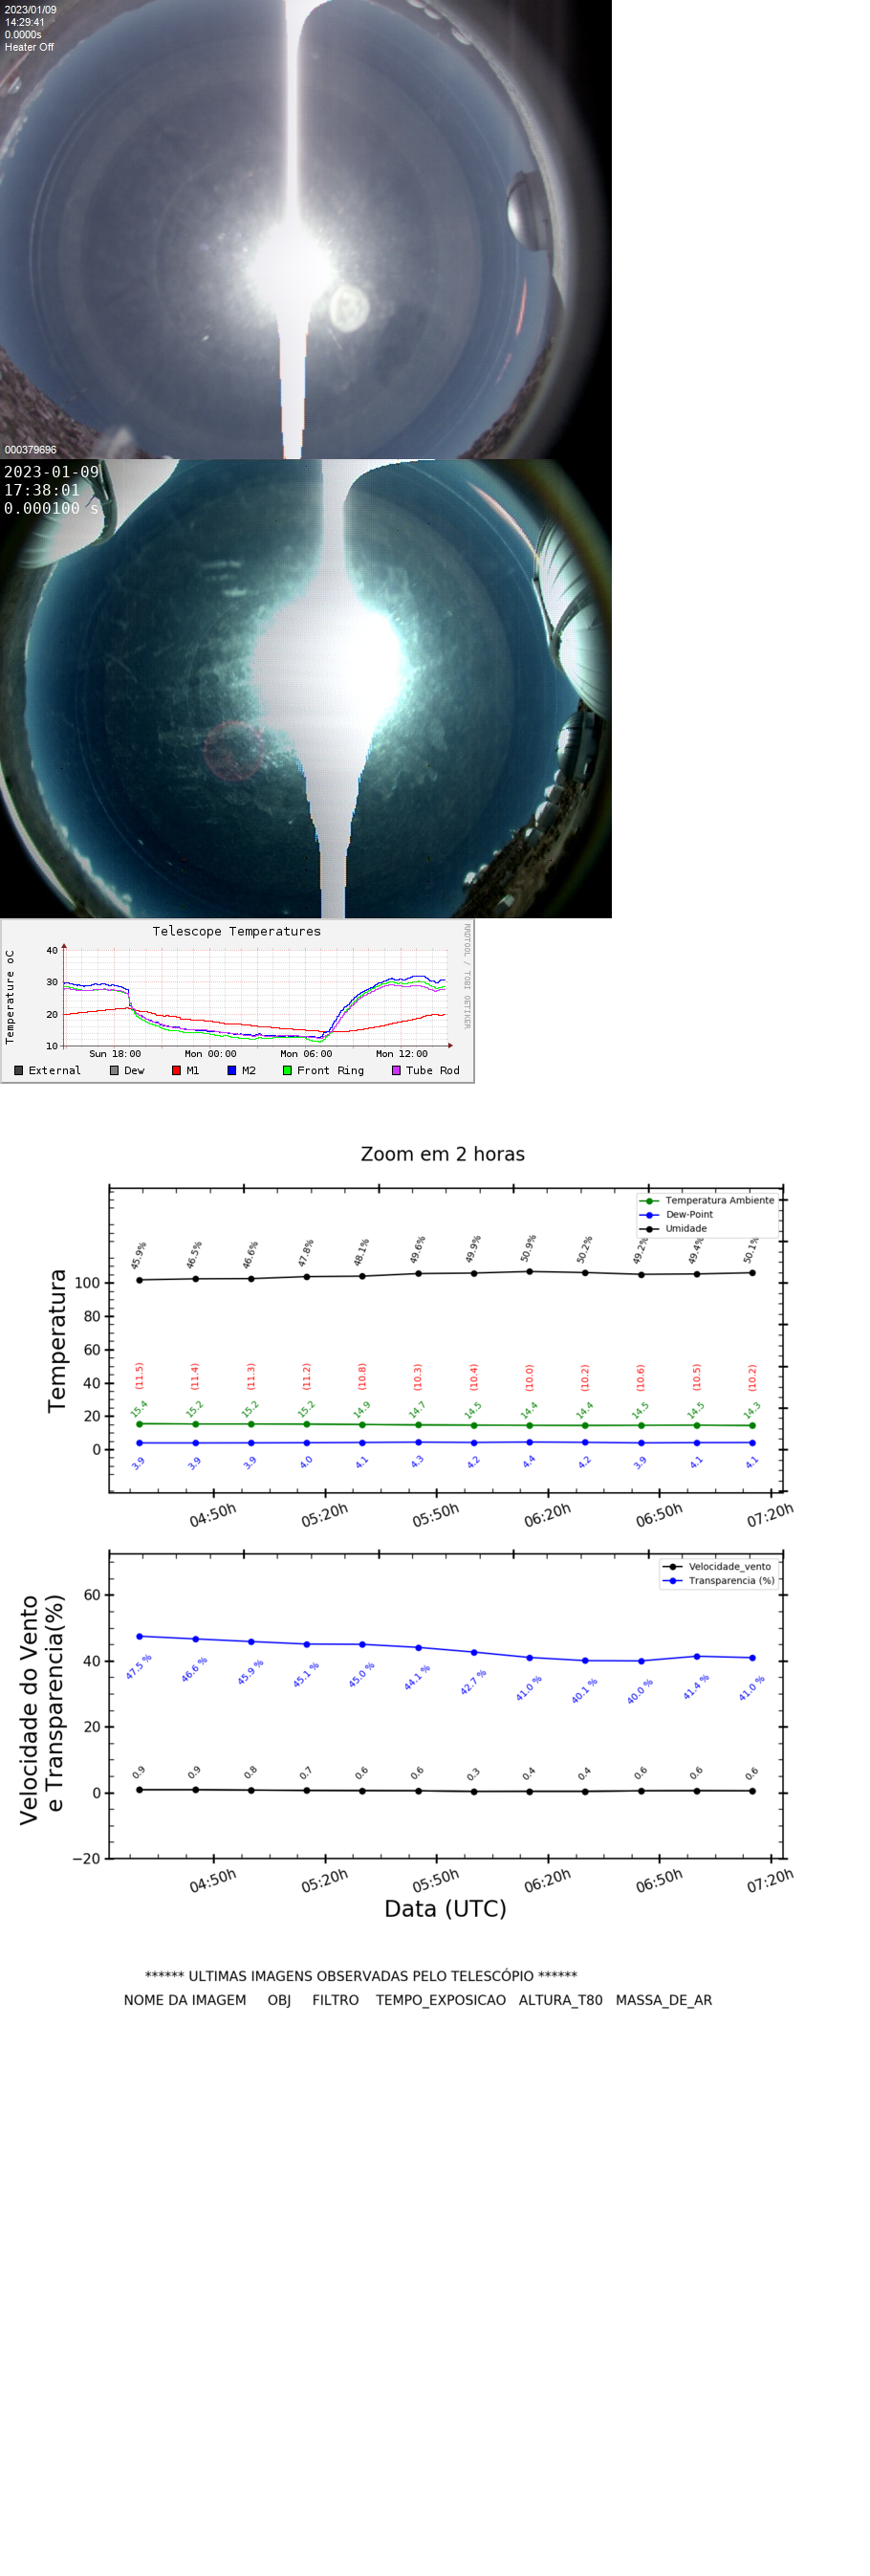 2023/01/09
14:29:41
0.0000s
Heater Off
000379696
2023-01-09
17:38:01
0.000100 s
Telescope Temperatures
RRDTOOL / TOBI OETIKER
Temperature oC
40
30
20
10
Sun 18:00 Mon 00:00 Mon 06:00 Mon 12:00
External Dew M1 M2 Front Ring Tube Rod
Zoom em 2 horas
Temperatura Ambiente
Dew-Point
Umidade
45.9% 46.5% 46.6% 47.8% 48.1% 49.6% 49.9% 50.9% 50.2% 49.2% 49.4% 50.1%
Temperatura
100
80
60
40
20
0
(11.5) (11.4) (11.3) (11.2) (10.8) (10.3) (10.4) (10.0) (10.2) (10.6) (10.5) (10.2)
15.4 15.2 15.2 15.2 14.9 14.7 14.5 14.4 14.4 14.5 14.5 14.3
3.9 3.9 3.9 4.0 4.1 4.3 4.2 4.4 4.2 3.9 4.1 4.1
04:50h 05:20h 05:50h 06:20h 06:50h 07:20h
Velocidade_vento
Transparencia (%)
Velocidade do Vento
e Transparencia(%)
60
40
20
0
−20
47.5 % 46.6 % 45.9 % 45.1 % 45.0 % 44.1 % 42.7 % 41.0 % 40.1 % 40.0 % 41.4 % 41.0 %
0.9 0.9 0.8 0.7 0.6 0.6 0.3 0.4 0.4 0.6 0.6 0.6
04:50h 05:20h 05:50h 06:20h 06:50h 07:20h
Data (UTC)
****** ULTIMAS IMAGENS OBSERVADAS PELO TELESCÓPIO ******
NOME DA IMAGEM OBJ FILTRO TEMPO_EXPOSICAO ALTURA_T80 MASSA_DE_AR